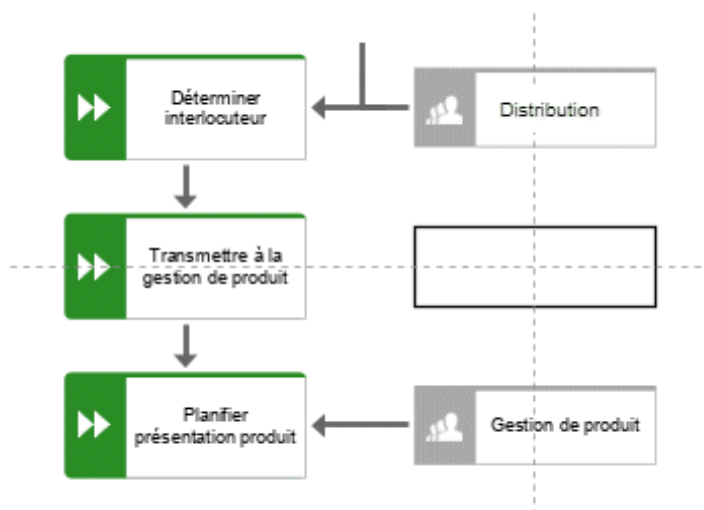 Déterminer
interlocuteur
Distribution
Transmettre à la
gestion de produit
Planifier
présentation produit
Gestion de produit